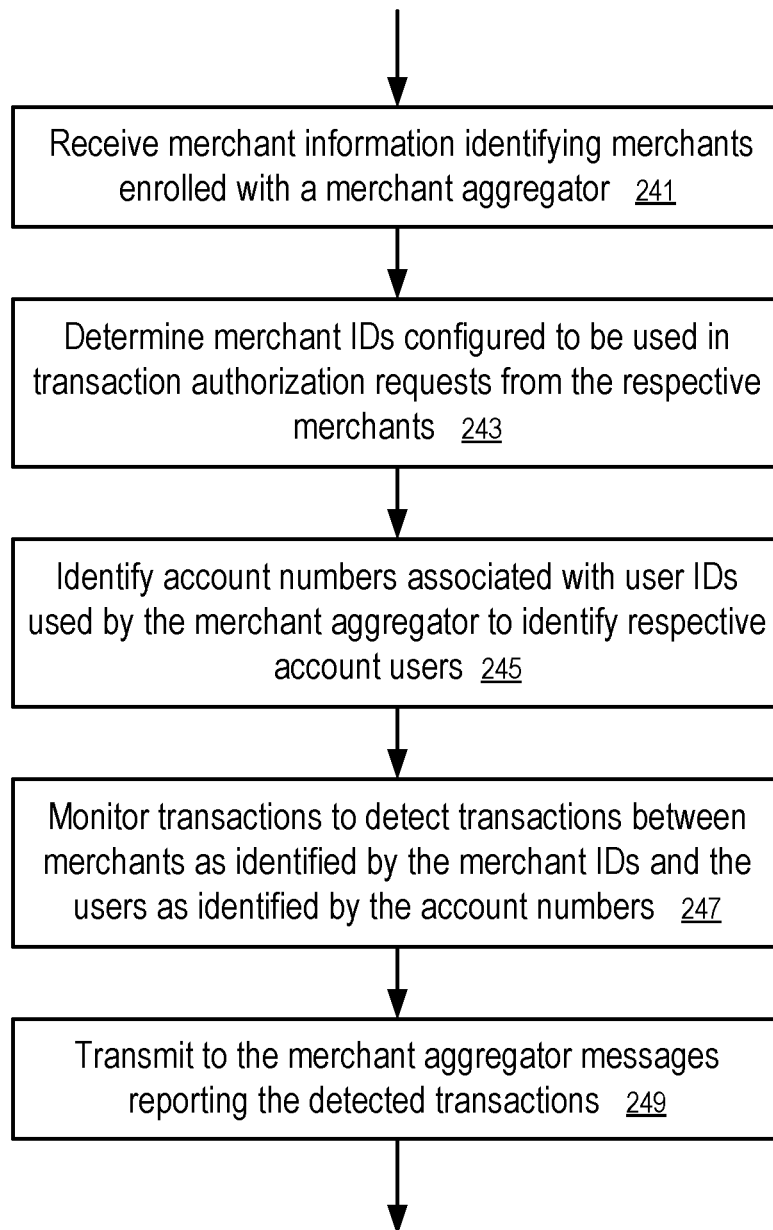 Receive merchant information identifying merchants
enrolled with a merchant aggregator 241
Determine merchant IDs configured to be used in
transaction authorization requests from the respective
merchants 243
Identify account numbers associated with user IDs
used by the merchant aggregator to identify respective
account users 245
Monitor transactions to detect transactions between
merchants as identified by the merchant IDs and the
users as identified by the account numbers 247
Transmit to the merchant aggregator messages
reporting the detected transactions 249